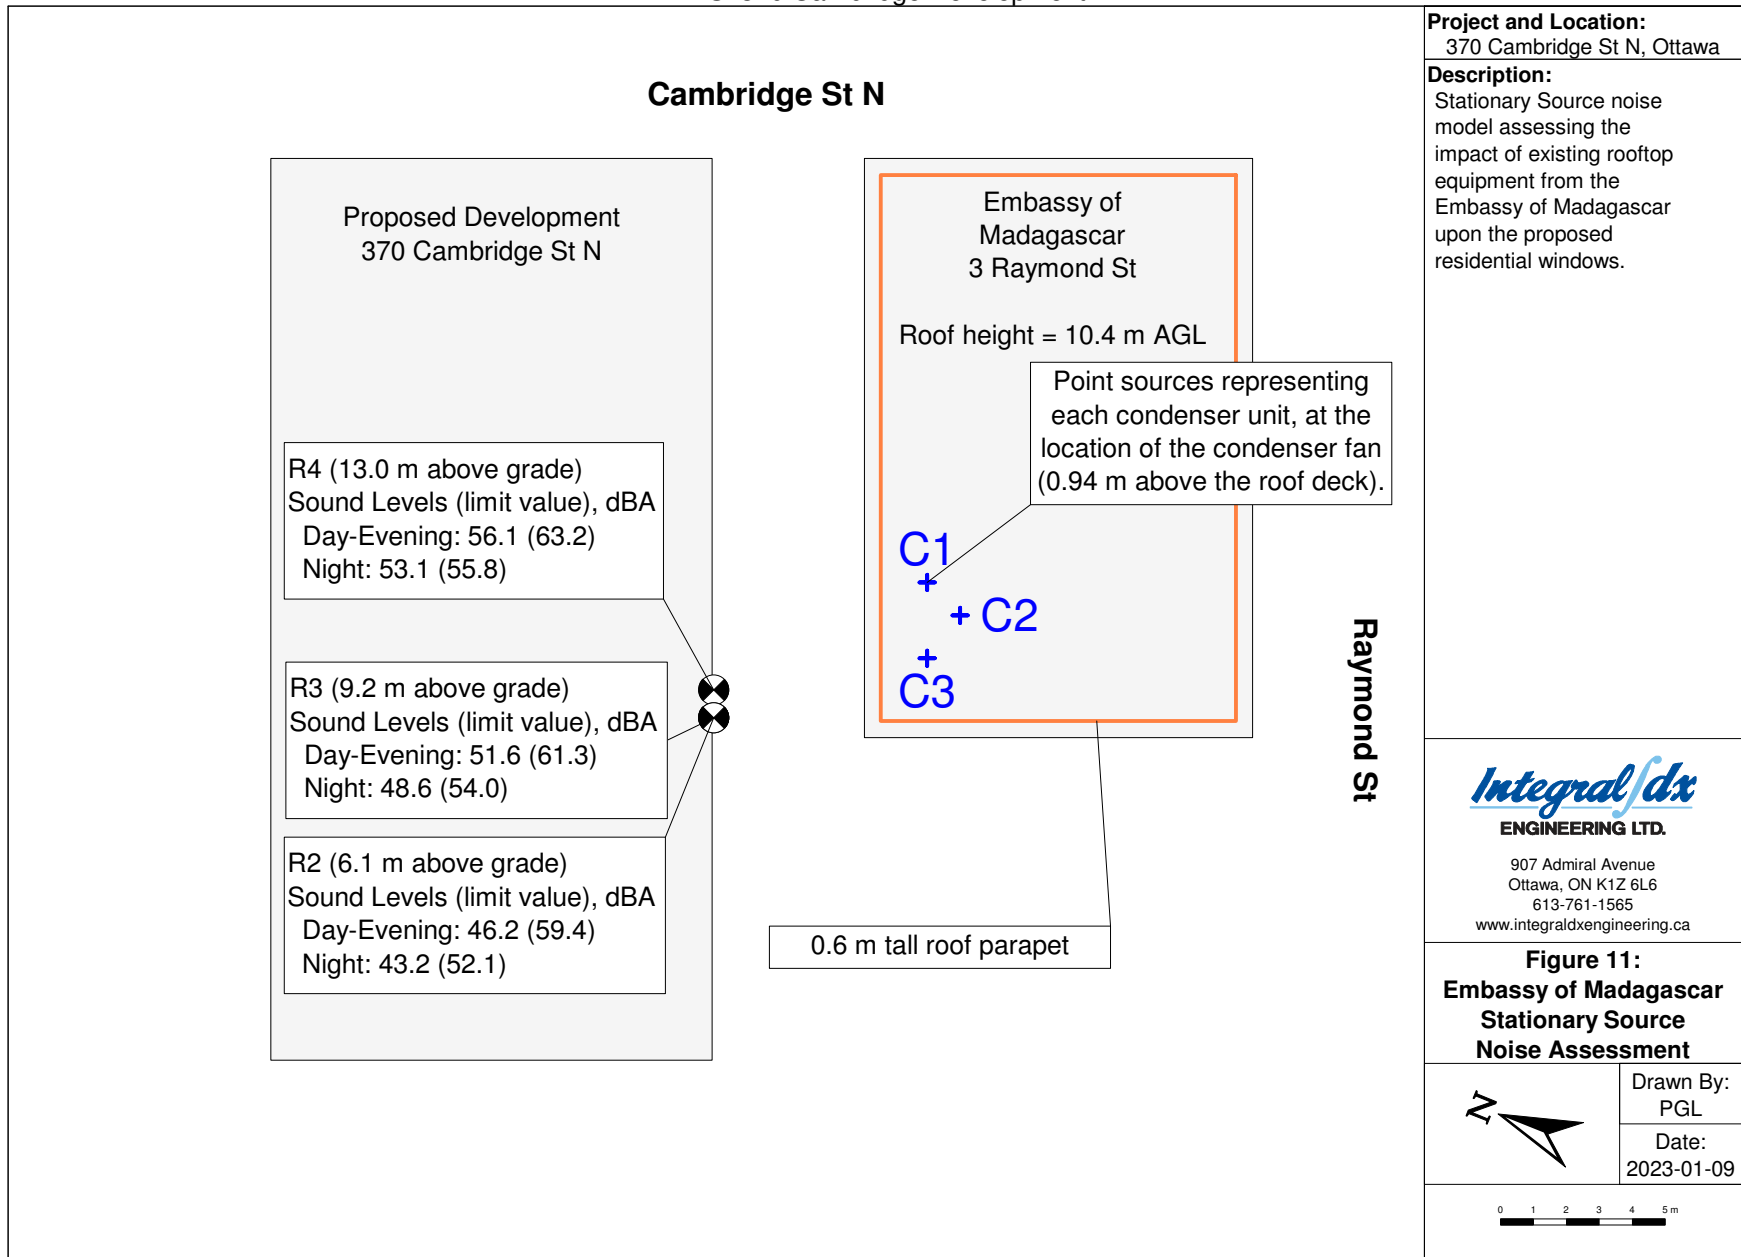 Cambridge St N
Proposed Development
370 Cambridge St N
Embassy of
Madagascar
3 Raymond St
Roof height = 10.4 m AGL
Point sources representing
each condenser unit, at the
location of the condenser fan
(0.94 m above the roof deck).
R4 (13.0 m above grade)
Sound Levels (limit value), dBA
Day-Evening: 56.1 (63.2)
Night: 53.1 (55.8)
C1
C2
C3
R3 (9.2 m above grade)
Sound Levels (limit value), dBA
Day-Evening: 51.6 (61.3)
Night: 48.6 (54.0)
R2 (6.1 m above grade)
Sound Levels (limit value), dBA
Day-Evening: 46.2 (59.4)
Night: 43.2 (52.1)
0.6 m tall roof parapet
Raymond St
Project and Location:
370 Cambridge St N, Ottawa
Description:
Stationary Source noise
model assessing the
impact of existing rooftop
equipment from the
Embassy of Madagascar
upon the proposed
residential windows.
Integral dx
ENGINEERING LTD.
907 Admiral Avenue
Ottawa, ON K1Z 6L6
613-761-1565
www.integraldxengineering.ca
Figure 11:
Embassy of Madagascar
Stationary Source
Noise Assessment
N
Drawn By:
PGL
Date:
2023-01-09
0 1 2 3 4 5 m